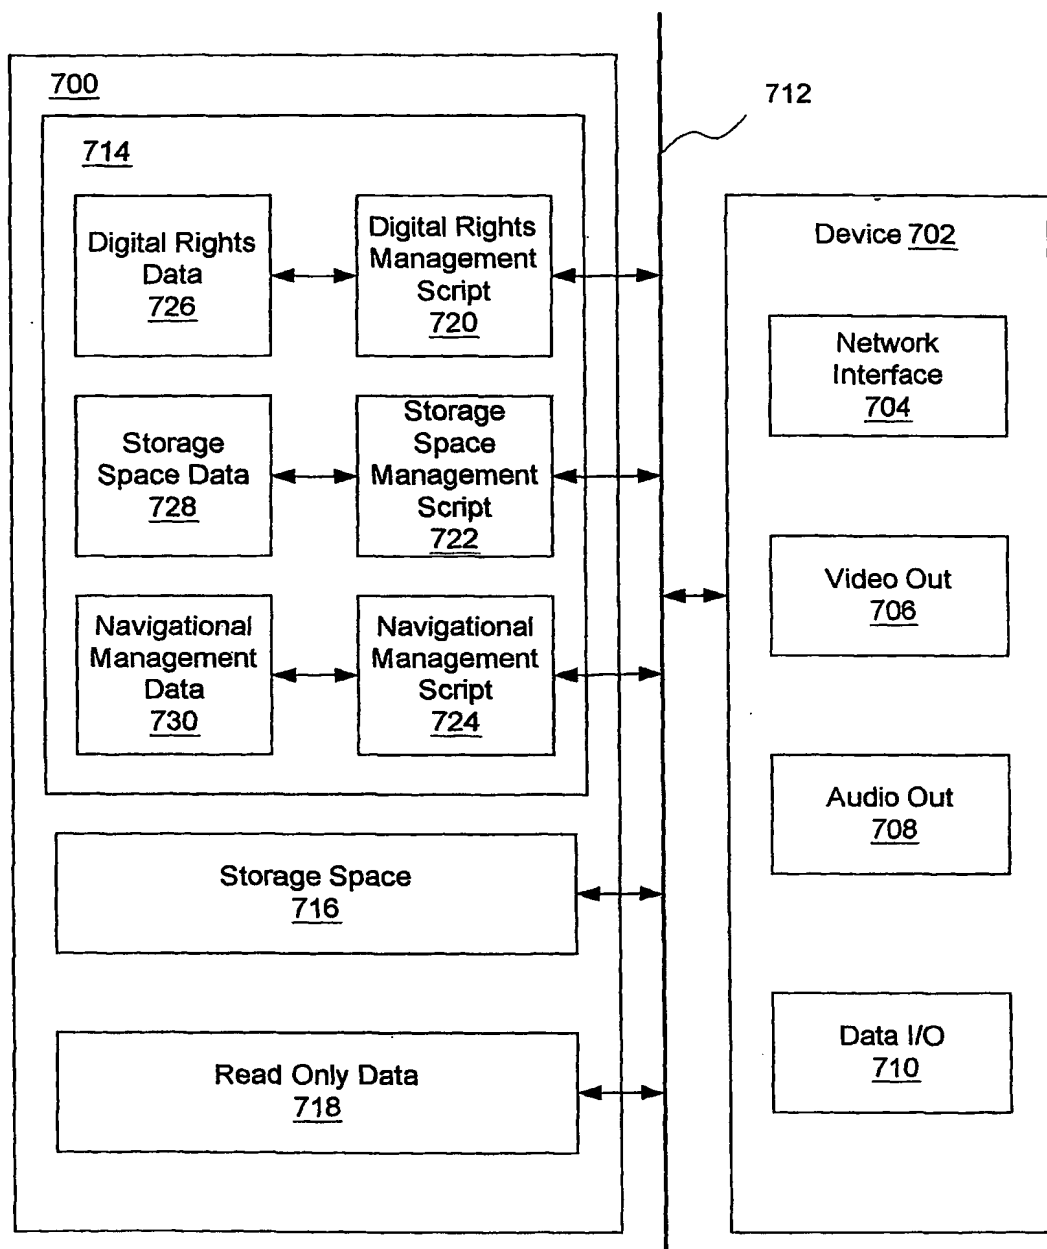 700
712
714
Digital Rights
Data
726
Digital Rights
Management
Script
720
Storage
Space Data
728
Storage
Space
Management
Script
722
Navigational
Management
Data
730
Navigational
Management
Script
724
Storage Space
716
Read Only Data
718
Device 702
Network
Interface
704
Video Out
706
Audio Out
708
Data I/O
710